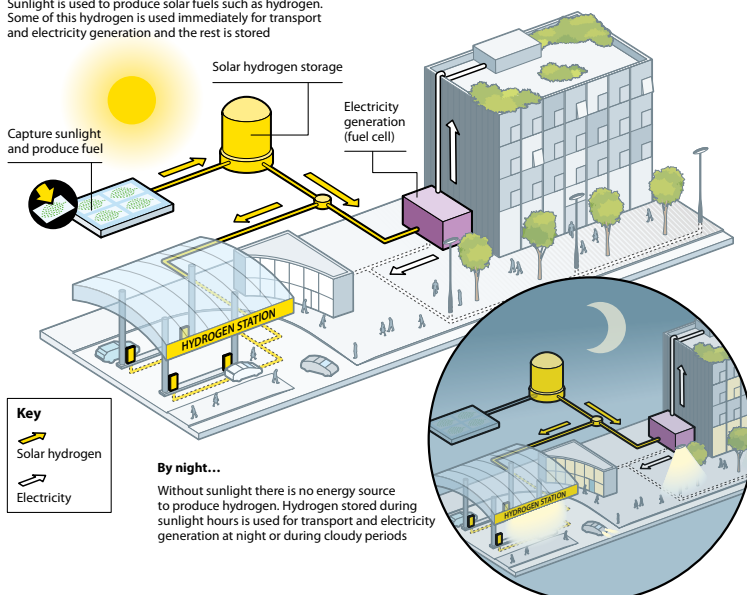 Sunlight is used to produce solar fuels such as hydrogen.
Some of this hydrogen is used immediately for transport
and electricity generation and the rest is stored
Solar hydrogen storage
Electricity
generation
(fuel cell)
Capture sunlight
and produce fuel
HYDROGEN STATION
Key
Solar hydrogen
Electricity
By night…
Without sunlight there is no energy source
to produce hydrogen. Hydrogen stored during
sunlight hours is used for transport and electricity
generation at night or during cloudy periods
HYDROGEN STATION